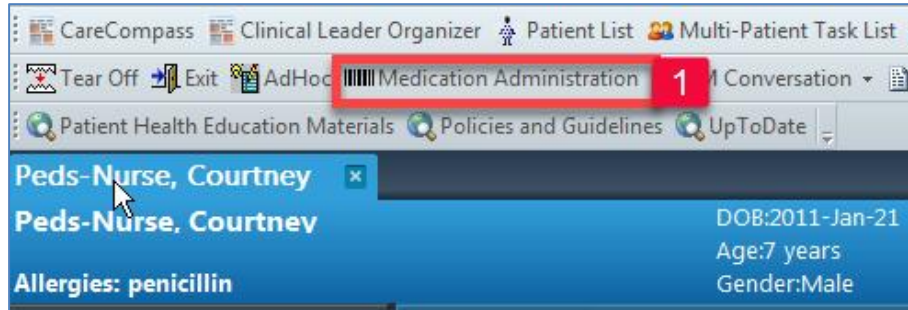 CareCompass Clinical Leader Organizer Patient List Multi-Patient Task List
Tear Off Exit AdHoc Medication Administration 1 M Conversation
Patient Health Education Materials Policies and Guidelines UpToDate
Peds-Nurse, Courtney
Peds-Nurse, Courtney DOB:2011-Jan-21
Age:7 years
Allergies: penicillin Gender:Male